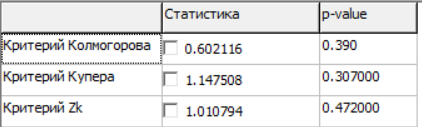 Статистика p-value
Критерий Колмогорова 0.602116 0.390
Критерий Купера 1.147508 0.307000
Критерий Zk 1.010794 0.472000